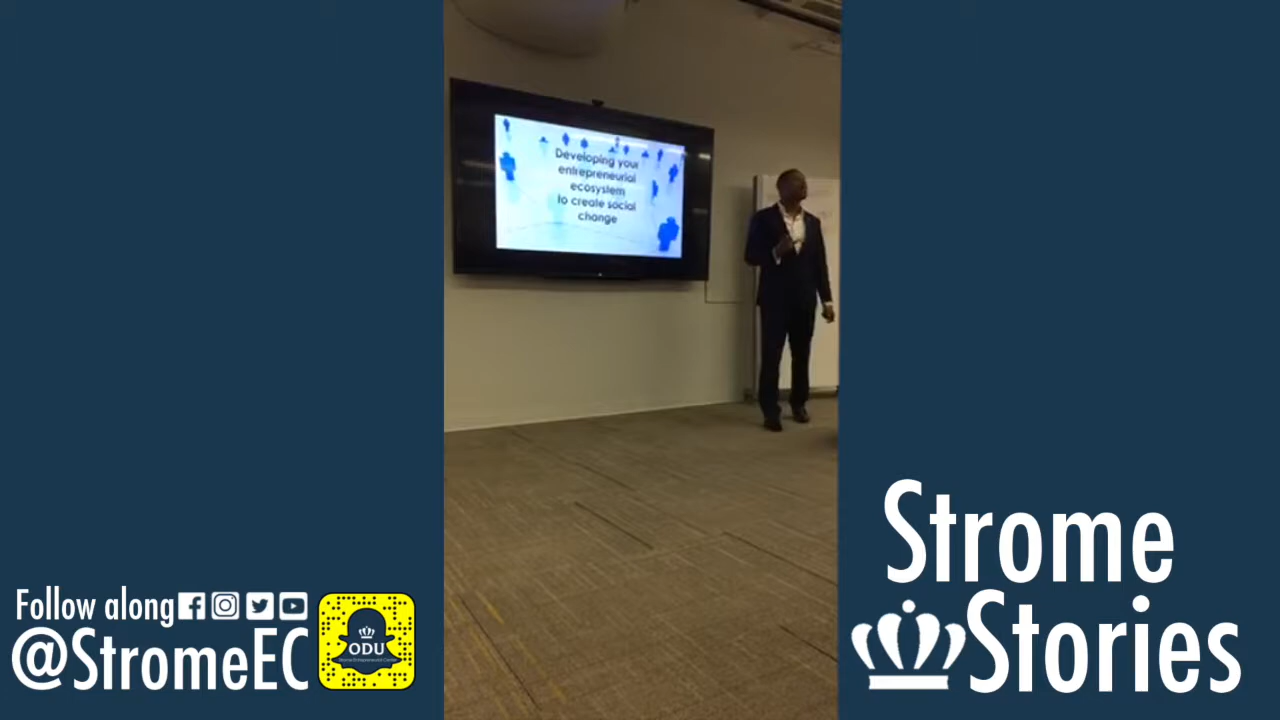 Developing your
entrepreneurial
ecosystem
to create social
change
Follow along
@StromeEC
ODU
Strome
Stories